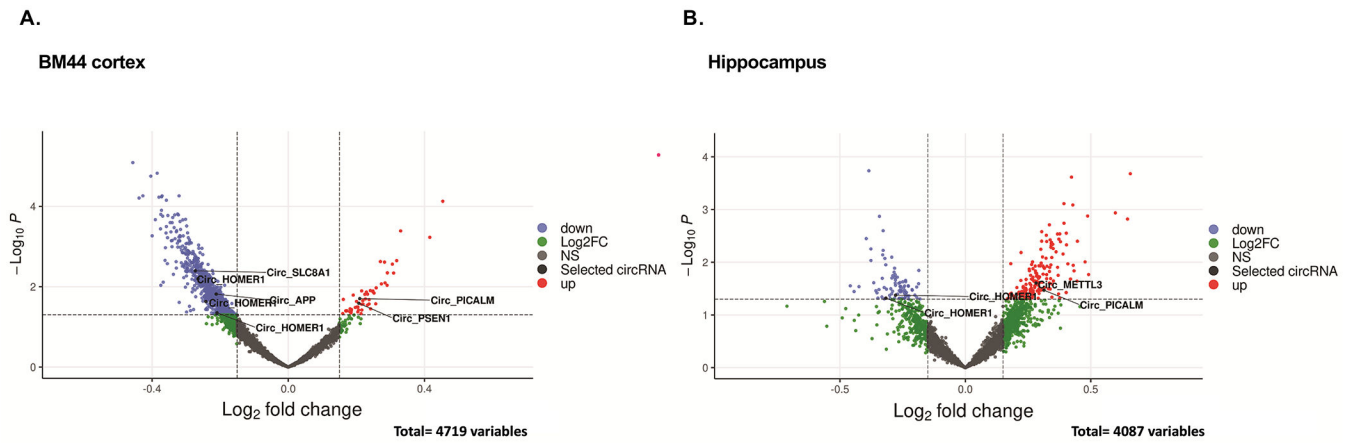 A.
BM44 cortex
4
2
0
-0.4
0.0
0.4
−Log10 P
Log2 fold change
Circ_SLC8A1
Circ_HOMER1
Circ_HOMER1
Circ_APP
Circ_HOMER1
Circ_PICALM
Circ_PSEN1
down
Log2FC
NS
Selected circRNA
up
Total= 4719 variables
B.
Hippocampus
4
3
2
1
0
-0.5
0.0
0.5
−Log10 P
Log2 fold change
Circ_METTL3
Circ_HOMER1
Circ_PICALM
Circ_HOMER1
down
Log2FC
NS
Selected circRNA
up
Total= 4087 variables